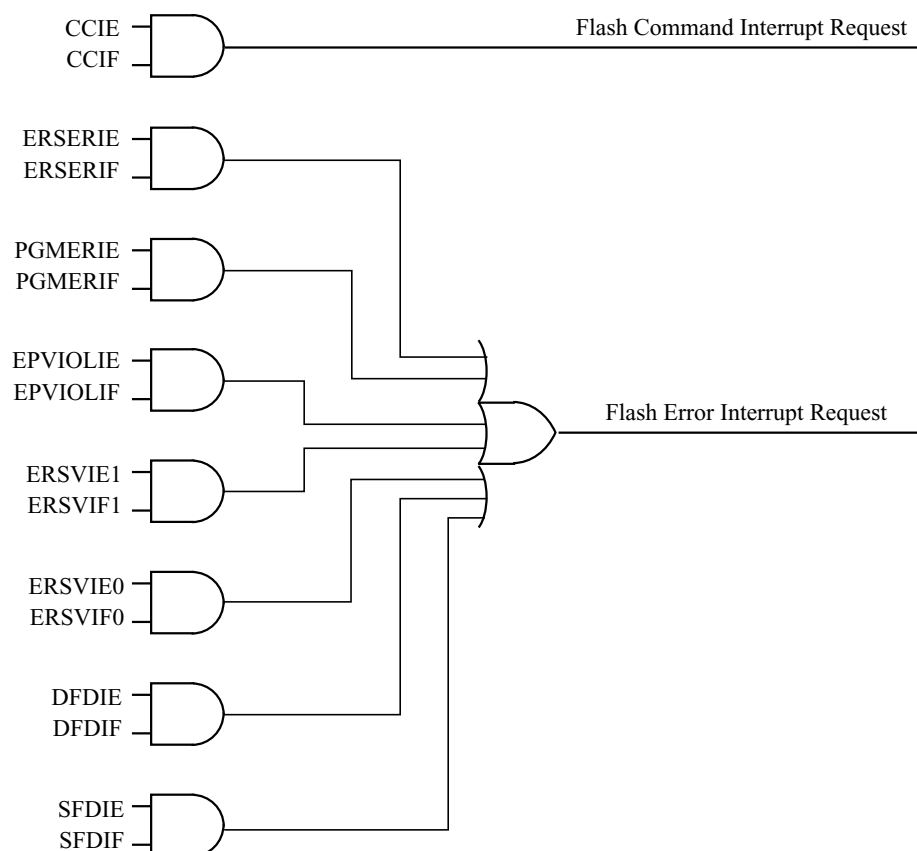 CCIE
CCIF
Flash Command Interrupt Request
ERSERIE
ERSERIF
PGMERIE
PGMERIF
EPVIOLIE
EPVIOLIF
Flash Error Interrupt Request
ERSVIE1
ERSVIF1
ERSVIE0
ERSVIF0
DFDIE
DFDIF
SFDIE
SFDIF